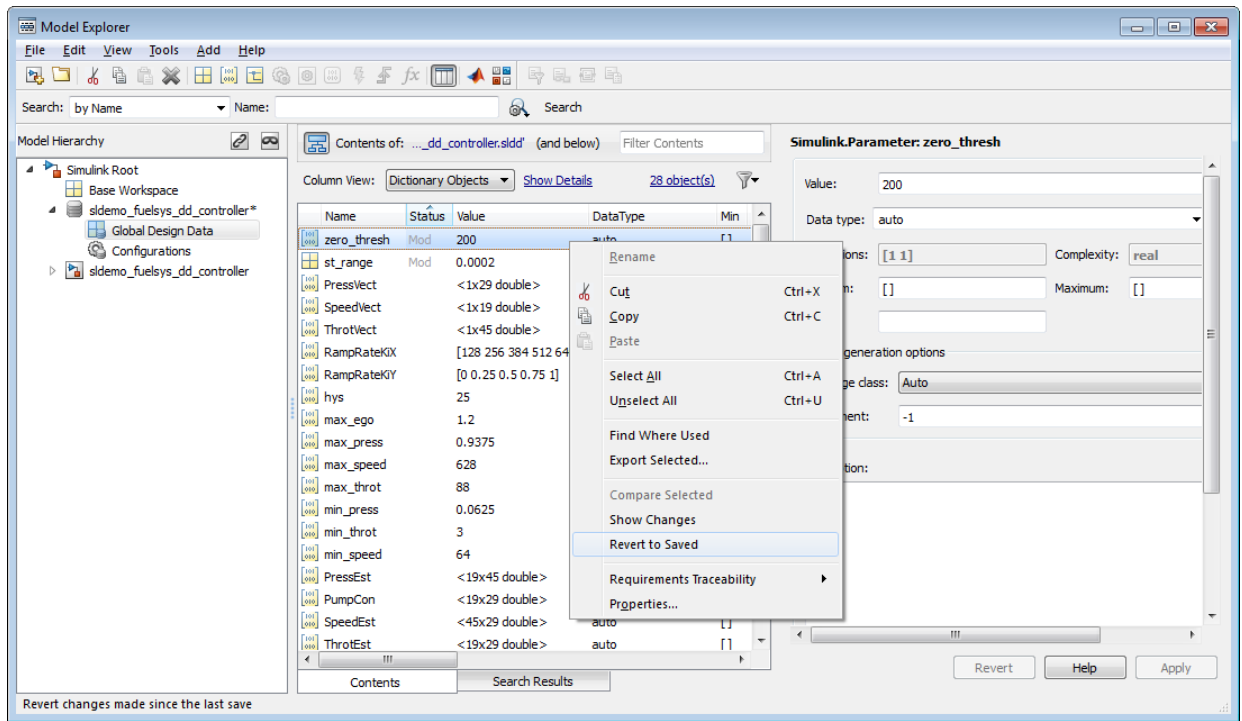 Model Explorer
File Edit View Tools Add Help
fx
Search: by Name Name: Search
Model Hierarchy
Simulink Root
Base Workspace
sldemo_fuelsys_dd_controller*
Global Design Data
Configurations
sldemo_fuelsys_dd_controller
Contents of: ..._dd_controller.sldd' (and below) Filter Contents
Column View: Dictionary Objects Show Details 28 object(s)
Name Status Value DataType Min
zero_thresh Mod 200 auto []
st_range Mod 0.0002
PressVect <1x29 double>
SpeedVect <1x19 double>
ThrotVect <1x45 double>
RampRateKiX [128 256 384 512 64
RampRateKiY [0 0.25 0.5 0.75 1]
hys 25
max_ego 1.2
max_press 0.9375
max_speed 628
max_throt 88
min_press 0.0625
min_throt 3
min_speed 64
PressEst <19x45 double>
PumpCon <19x29 double>
SpeedEst <45x29 double> auto []
ThrotEst <19x29 double> auto []
Contents Search Results
Rename
Cut Ctrl+X
Copy Ctrl+C
Paste
Select All Ctrl+A
Unselect All Ctrl+U
Find Where Used
Export Selected...
Compare Selected
Show Changes
Revert to Saved
Requirements Traceability
Properties...
Simulink.Parameter: zero_thresh
Value: 200
Data type: auto
ions: [1 1] Complexity: real
m: [] Maximum: []
generation options
ge class: Auto
ment: -1
tion:
Revert Help Apply
Revert changes made since the last save